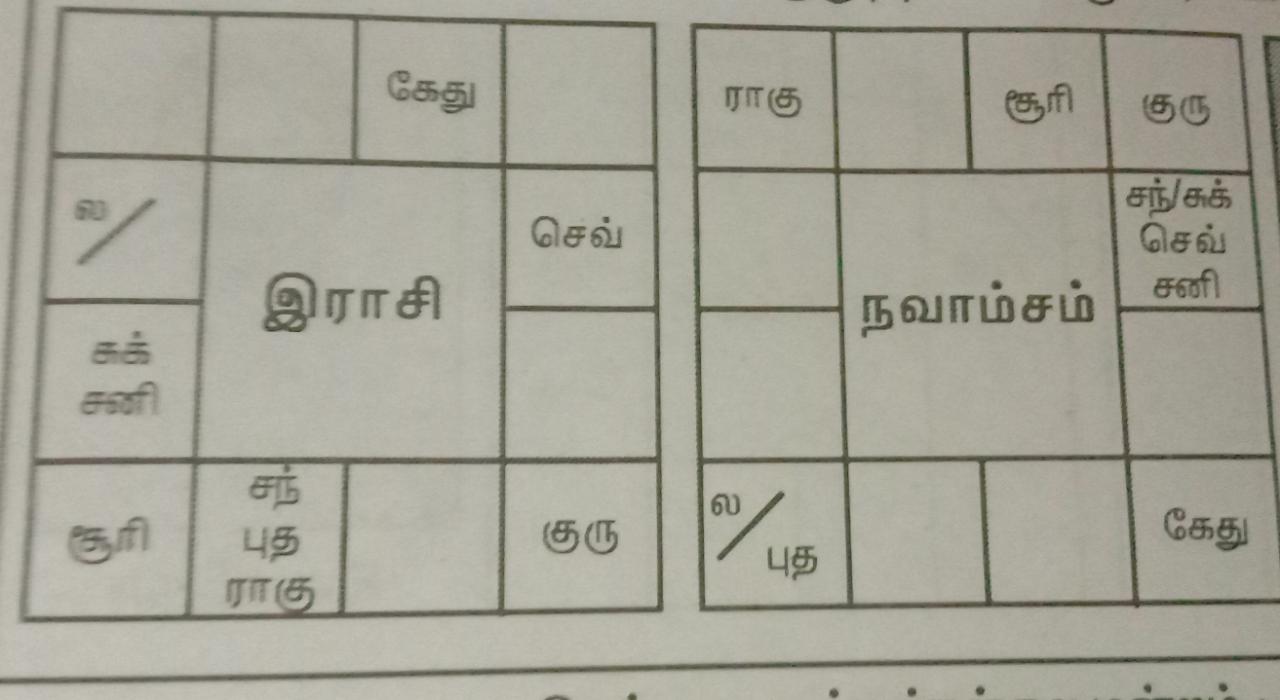 கேது
ல/
செவ்
இராசி
சுக்
சனி
சூரி
சந்
புத
ராகு
குரு
ராகு
சூரி
குரு
சந்/சுக்
செவ்
சனி
நவாம்சம்
ல/
புத
கேது